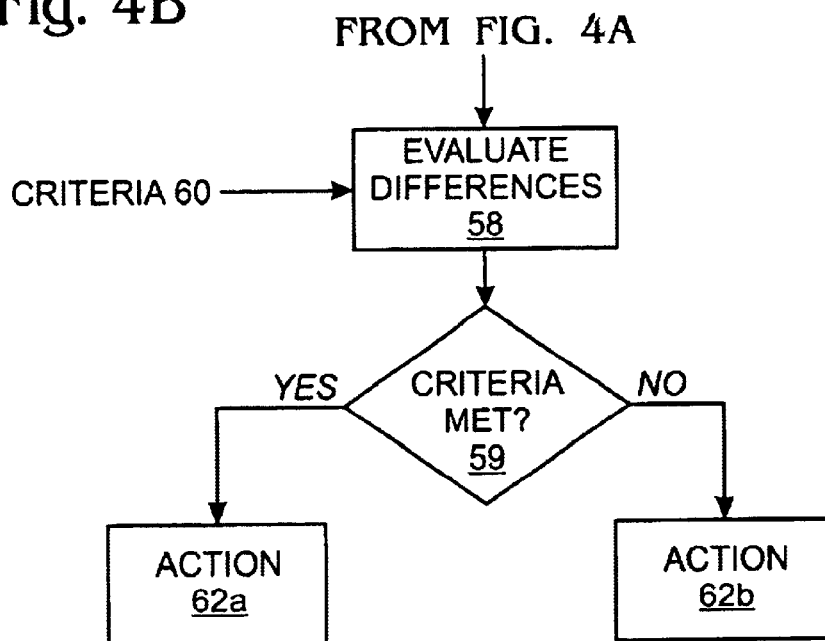 Fig. 4B
FROM FIG. 4A
EVALUATE
DIFFERENCES
58
CRITERIA 60
YES
CRITERIA
MET?
59
NO
ACTION
62a
ACTION
62b